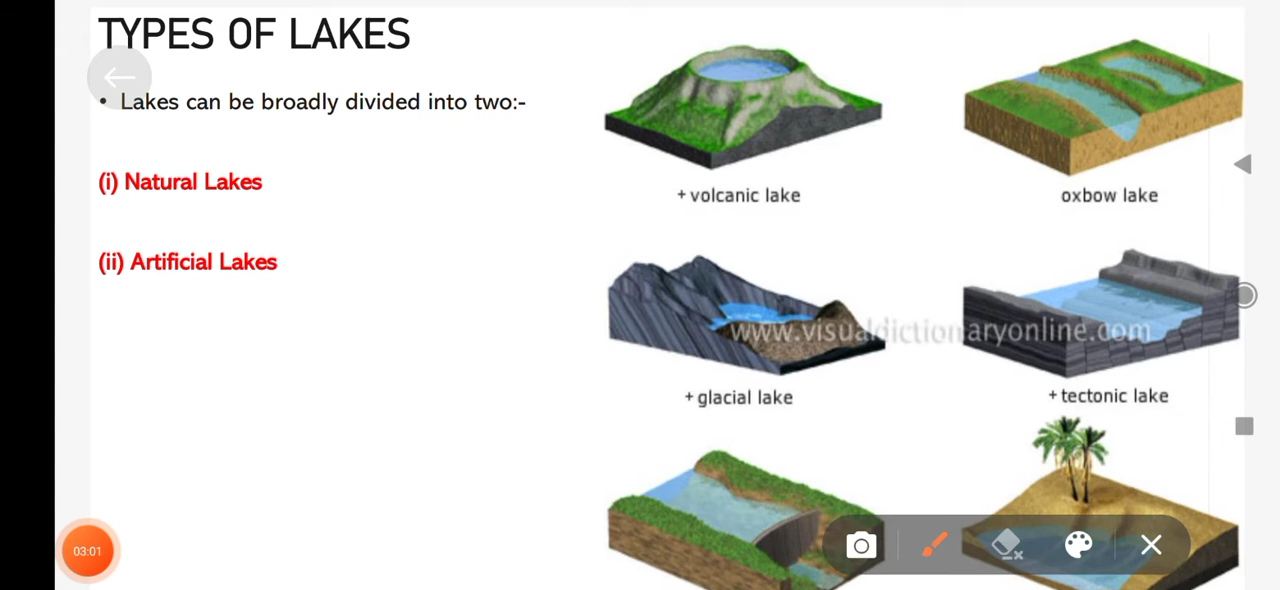 TYPES OF LAKES
• Lakes can be broadly divided into two:-
(i) Natural Lakes
(ii) Artificial Lakes
+ volcanic lake
oxbow lake
www.visualdictionaryonline.com
+ glacial lake
+ tectonic lake
03:01